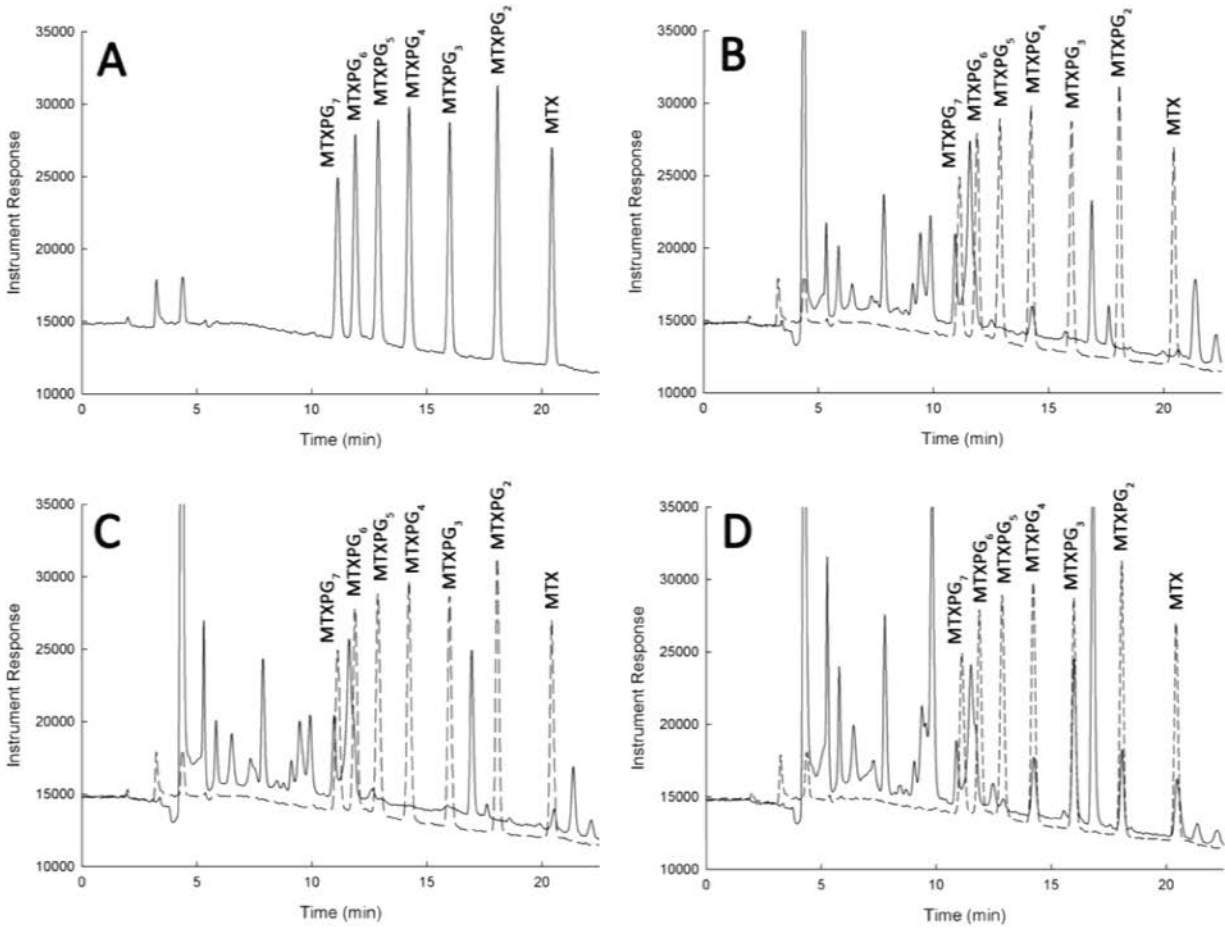 A
35000
30000
25000
20000
15000
10000
0
5
10
15
20
Instrument Response
Time (min)
MTXPG7
MTXPG6
MTXPG5
MTXPG4
MTXPG3
MTXPG2
MTX
B
35000
30000
25000
20000
15000
10000
0
5
10
15
20
Instrument Response
Time (min)
MTXPG7
MTXPG6
MTXPG5
MTXPG4
MTXPG3
MTXPG2
MTX
C
35000
30000
25000
20000
15000
10000
0
5
10
15
20
Instrument Response
Time (min)
MTXPG7
MTXPG6
MTXPG5
MTXPG4
MTXPG3
MTXPG2
MTX
D
35000
30000
25000
20000
15000
10000
0
5
10
15
20
Instrument Response
Time (min)
MTXPG7
MTXPG6
MTXPG5
MTXPG4
MTXPG3
MTXPG2
MTX